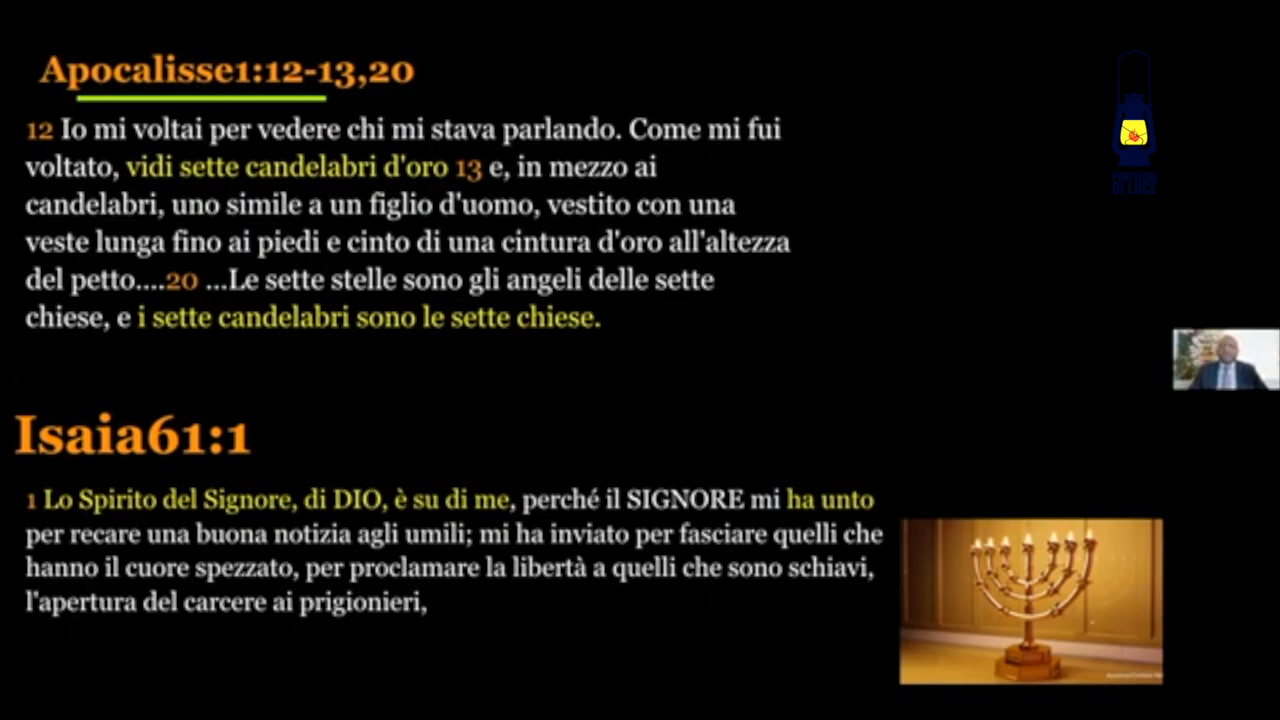 Apocalisse1:12-13,20
12 Io mi voltai per vedere chi mi stava parlando. Come mi fui
voltato, vidi sette candelabri d'oro 13 e, in mezzo ai
candelabri, uno simile a un figlio d'uomo, vestito con una
veste lunga fino ai piedi e cinto di una cintura d'oro all'altezza
del petto....20 ...Le sette stelle sono gli angeli delle sette
chiese, e i sette candelabri sono le sette chiese.
Isaia61:1
1 Lo Spirito del Signore, di DIO, è su di me, perché il SIGNORE mi ha unto
per recare una buona notizia agli umili; mi ha inviato per fasciare quelli che
hanno il cuore spezzato, per proclamare la libertà a quelli che sono schiavi,
l'apertura del carcere ai prigionieri,
DI LUCE